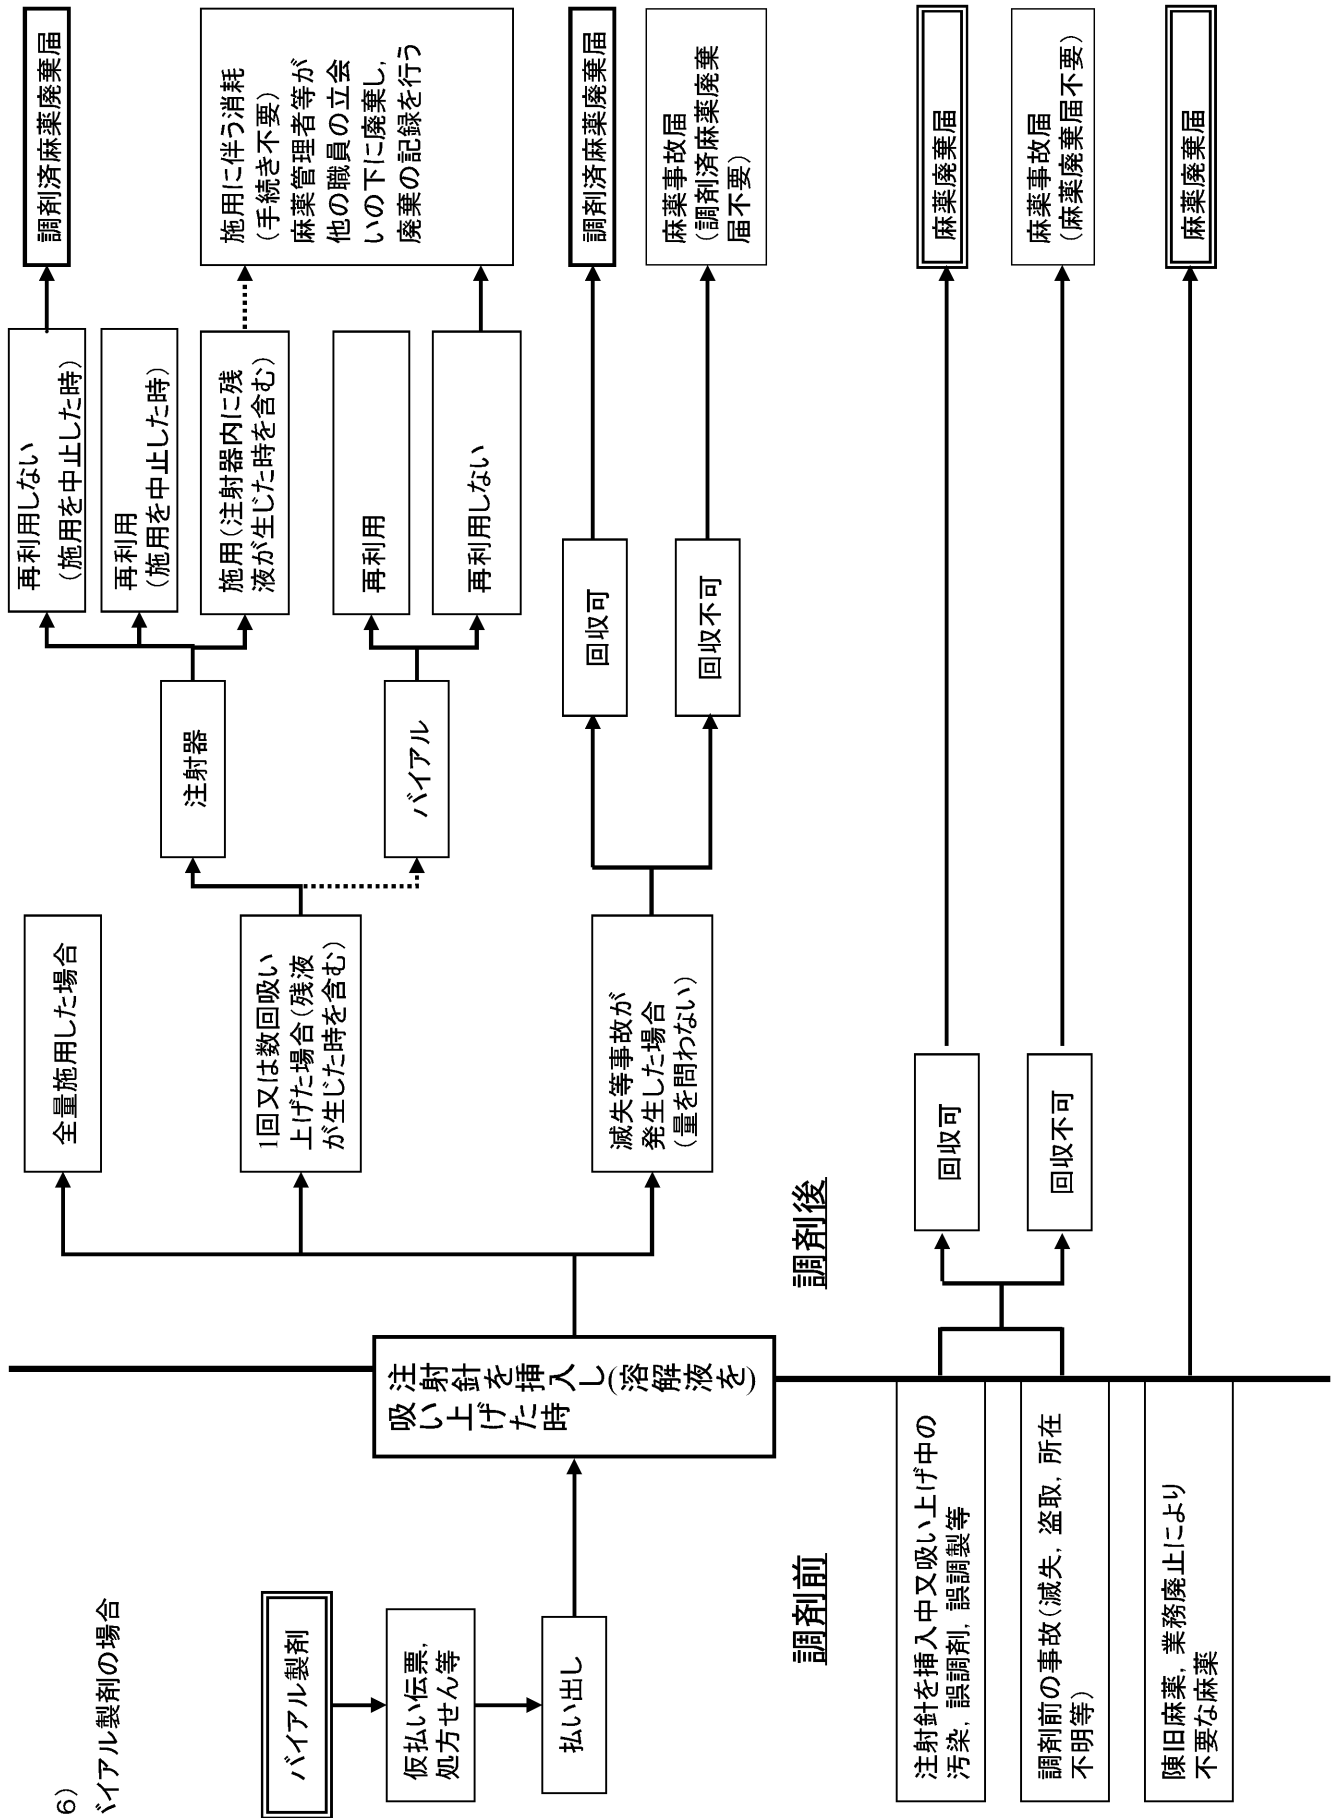 6)
バイアル製剤の場合
バイアル製剤
仮払い伝票,
処方せん等
払い出し
注射針を挿入し(溶解液を)
吸い上げた時
全量施用した場合
1回又は数回吸い
上げた場合(残液
が生じた時を含む)
注射器
再利用しない
(施用を中止した時)
調剤済麻薬廃棄届
再利用
(施用を中止した時)
施用(注射器内に残
液が生じた時を含む)
施用に伴う消耗
(手続き不要)
麻薬管理者等が
他の職員の立会
いの下に廃棄し,
廃棄の記録を行う
バイアル
再利用
再利用しない
滅失等事故が
発生した場合
(量を問わない)
回収可
調剤済麻薬廃棄届
回収不可
麻薬事故届
(調剤済麻薬廃棄
届不要)
調剤前
調剤後
注射針を挿入中又吸い上げ中の
汚染, 誤調剤, 誤調製等
調剤前の事故(滅失, 盗取, 所在
不明等)
回収可
麻薬廃棄届
回収不可
麻薬事故届
(麻薬廃棄届不要)
陳旧麻薬, 業務廃止により
不要な麻薬
麻薬廃棄届